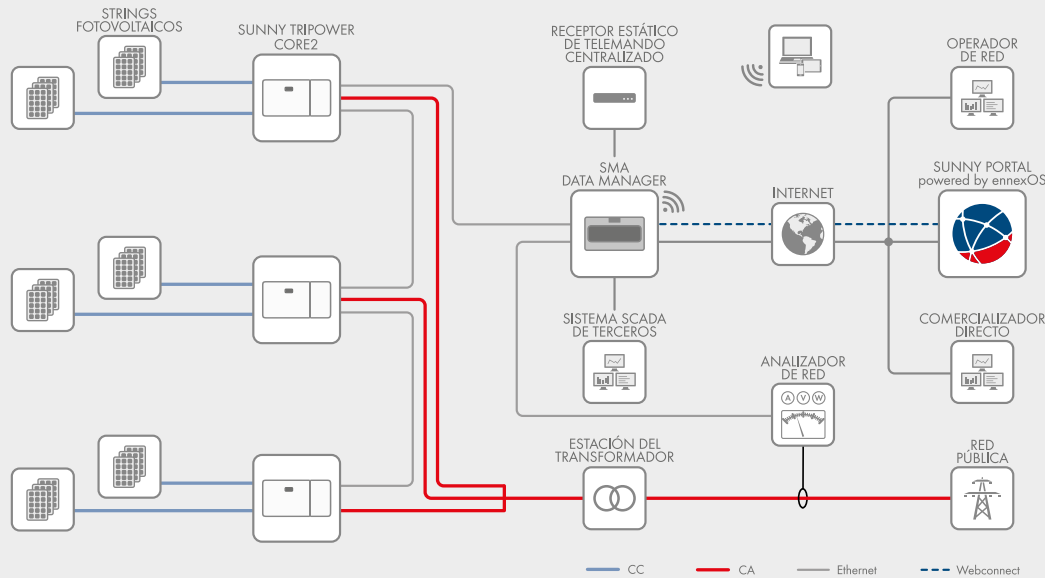 STRINGS
FOTOVOLTAICOS
SUNNY TRIPOWER
CORE2
RECEPTOR ESTÁTICO
DE TELEMANDO
CENTRALIZADO
OPERADOR
DE RED
SMA
DATA MANAGER
INTERNET
SUNNY PORTAL
powered by ennexOS
SISTEMA SCADA
DE TERCEROS
COMERCIALIZADOR
DIRECTO
ANALIZADOR
DE RED
A V W
ESTACIÓN DEL
TRANSFORMADOR
RED
PÚBLICA
CC
CA
Ethernet
Webconnect